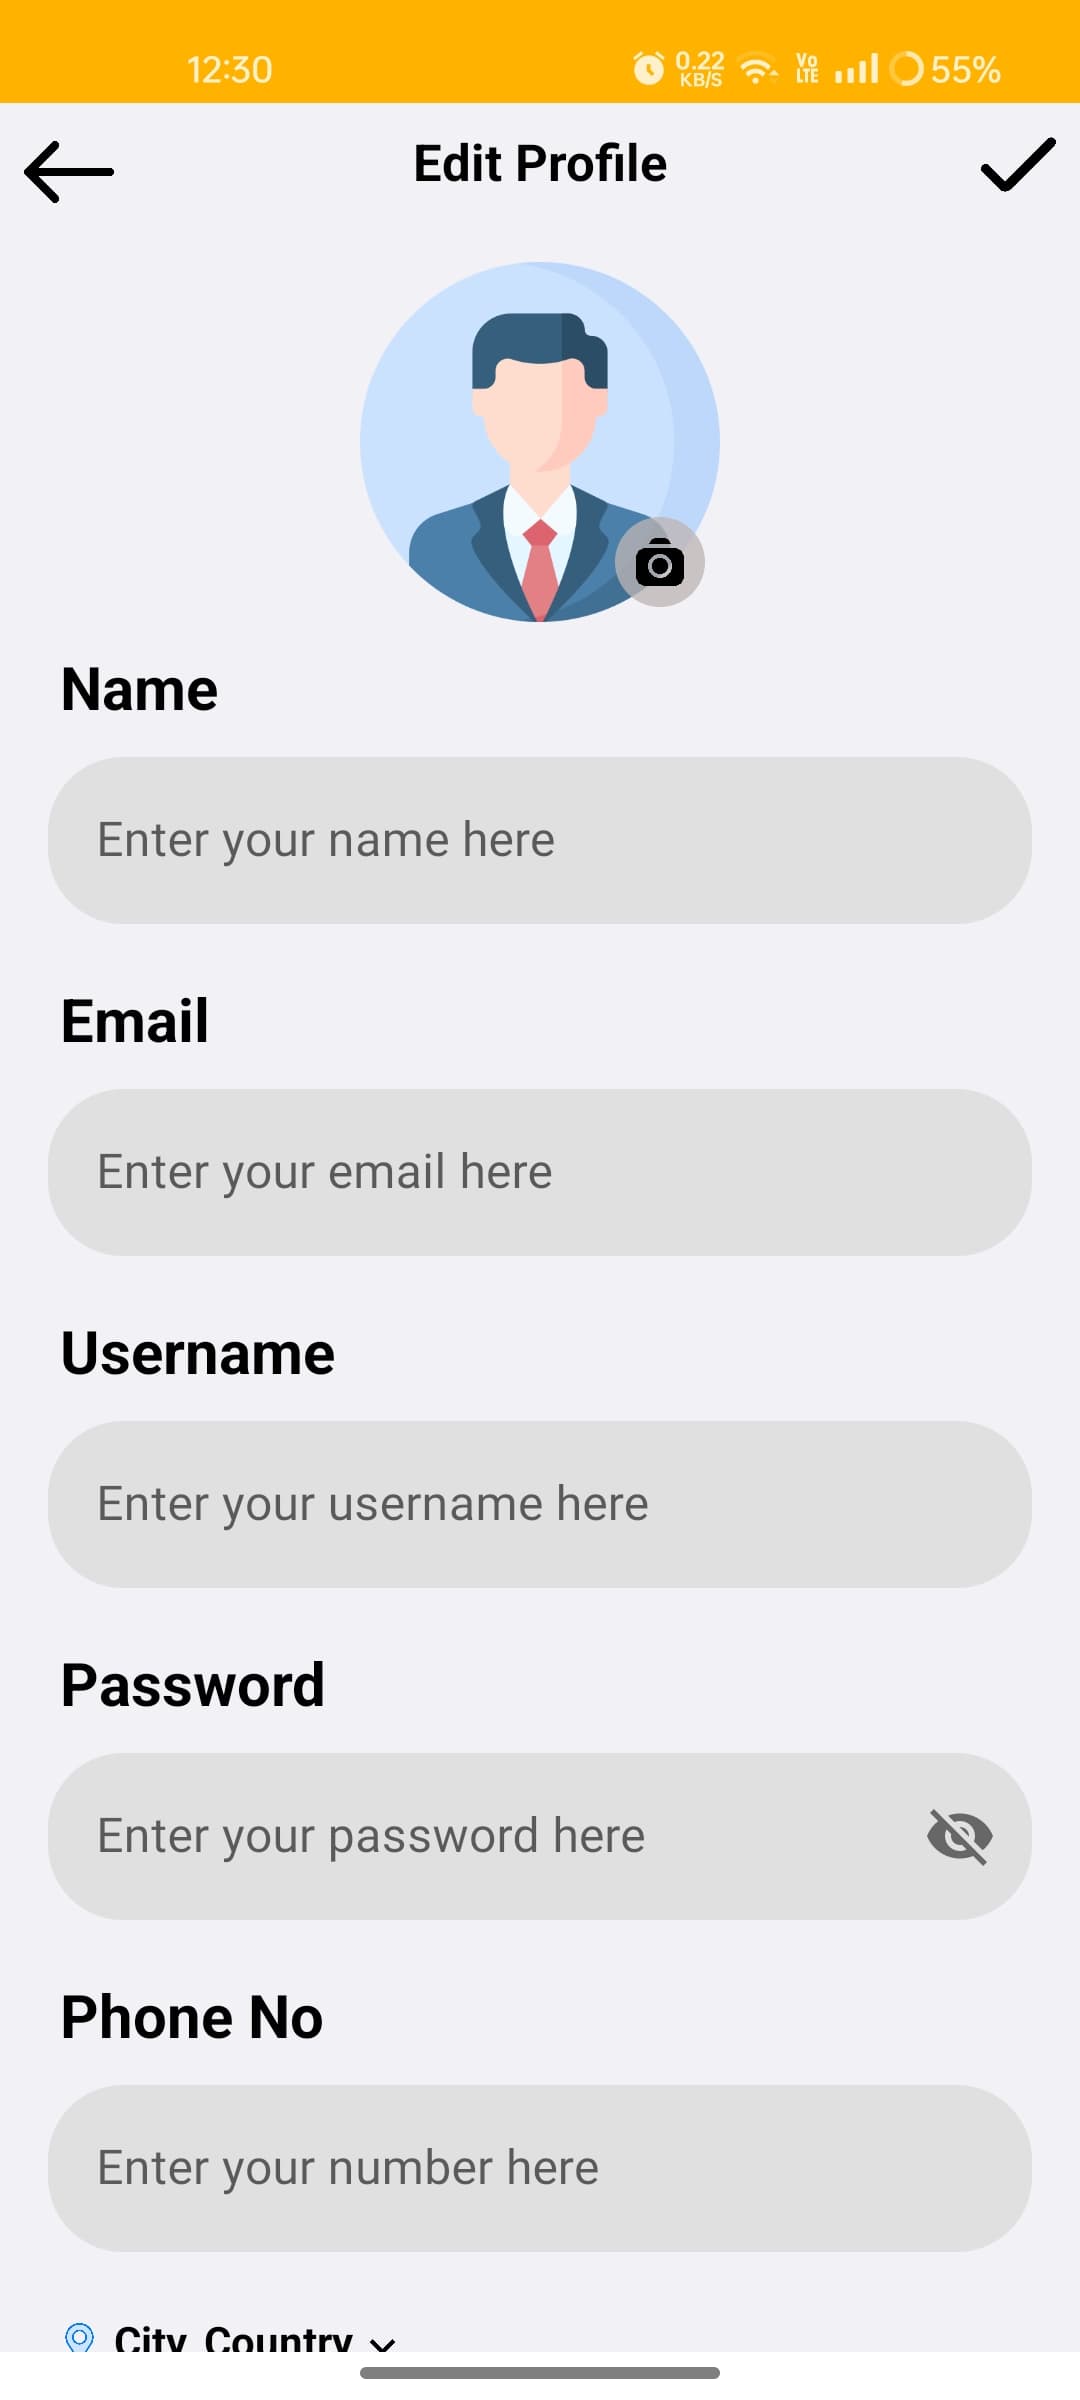 12:30 0.22 KB/S Vo LTE 55%
Edit Profile
Name
Enter your name here
Email
Enter your email here
Username
Enter your username here
Password
Enter your password here
Phone No
Enter your number here
City, Country